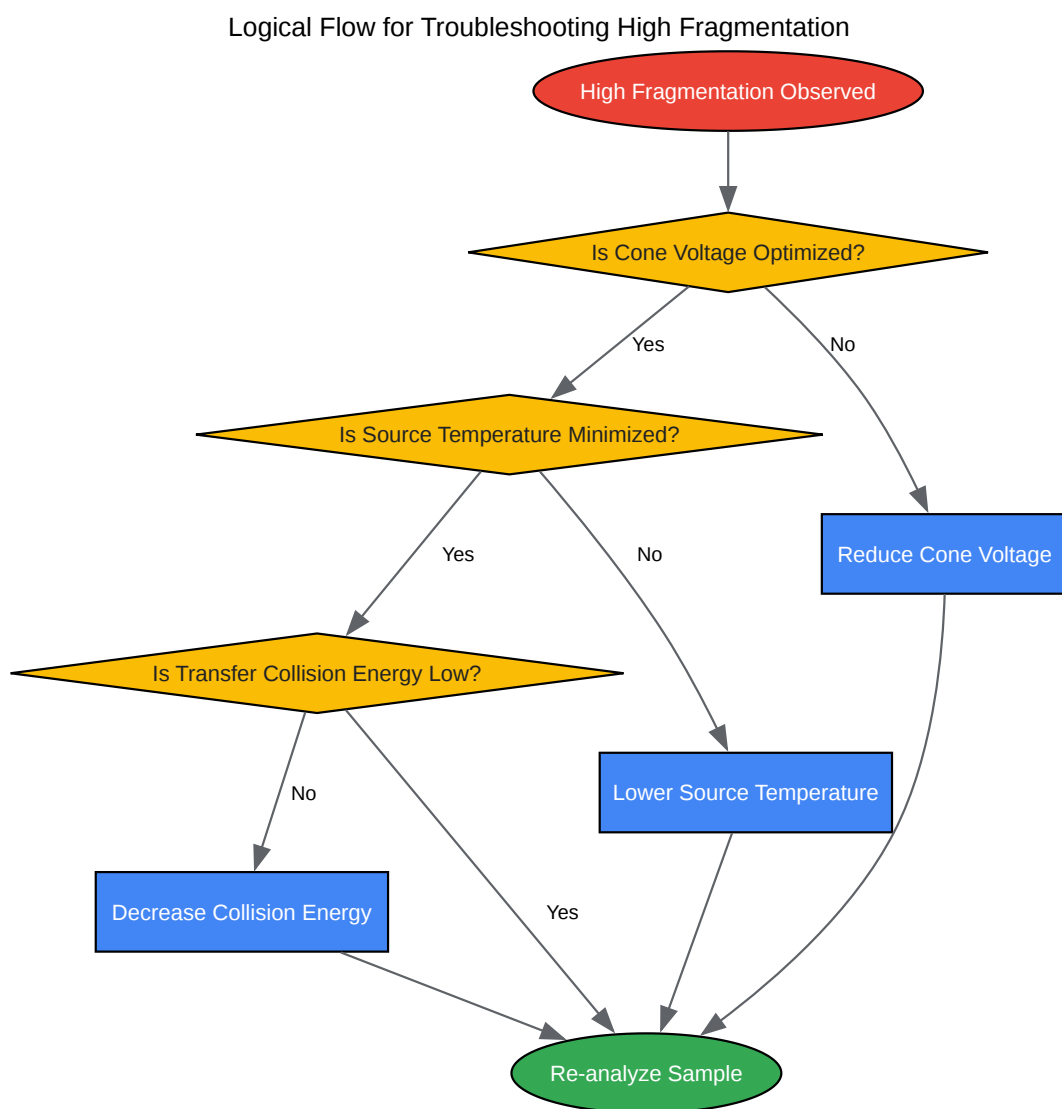 Logical Flow for Troubleshooting High Fragmentation
High Fragmentation Observed
Is Cone Voltage Optimized?
Yes
No
Is Source Temperature Minimized?
Yes
No
Reduce Cone Voltage
Is Transfer Collision Energy Low?
No
Lower Source Temperature
Decrease Collision Energy
Yes
Re-analyze Sample